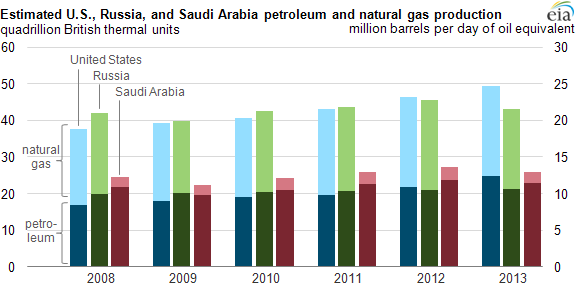 Estimated U.S., Russia, and Saudi Arabia petroleum and natural gas production
quadrillion British thermal units
million barrels per day of oil equivalent
eia
60
50
40
30
20
10
0
30
25
20
15
10
5
0
United States
Russia
Saudi Arabia
natural
gas
petro-
leum
2008
2009
2010
2011
2012
2013